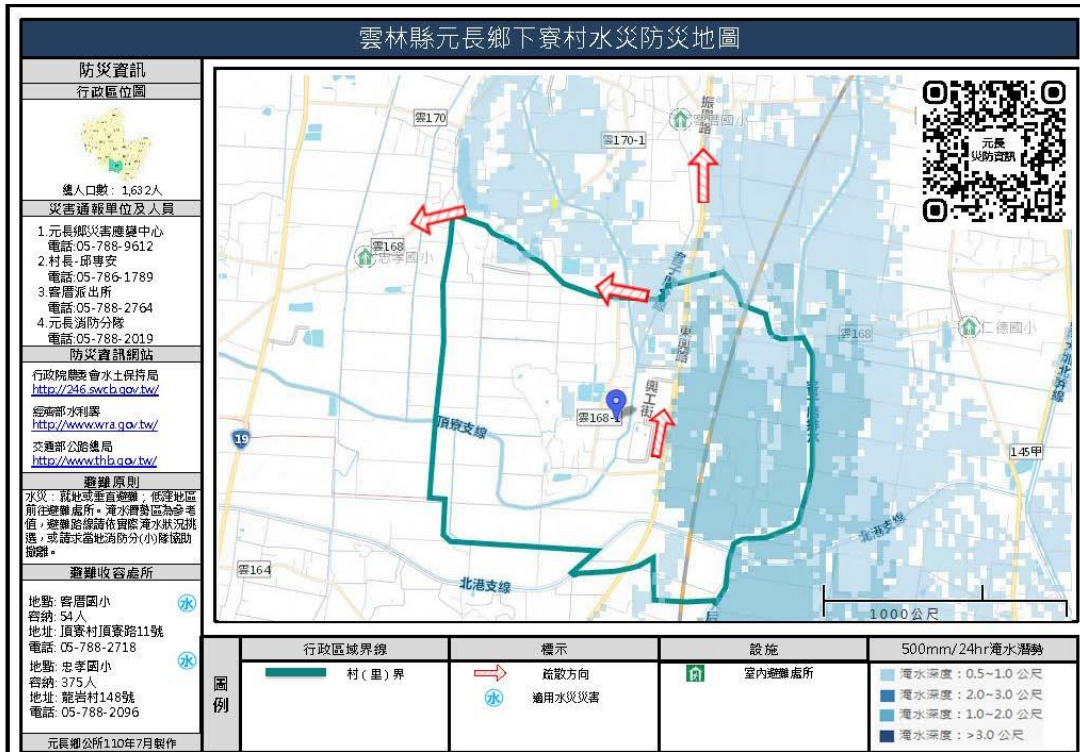 雲林縣元長鄉下寮村水災防災地圖
防災資訊
行政區位圖
總人口數： 1,632人
災害通報單位及人員
1.元長鄉災害應變中心
電話:05-788-9612
2.村長-邱專安
電話:05-786-1789
3.客厝派出所
電話:05-788-2764
4.元長消防分隊
電話:05-788-2019
防災資訊網站
行政院農委會水土保持局
http://246.swcb.gov.tw/
經濟部水利署
http://www.wra.gov.tw/
交通部公路總局
http://www.thb.gov.tw/
避難原則
水災：就地或垂直避難；低窪地區
前往避難處所。淹水潛勢區為參考
值，避難路線請依實際淹水狀況挑
選，或請求當地消防分(小)隊協助
撤離。
避難收容處所
地點: 客厝國小
水
容納: 54人
地址: 頂寮村頂寮路11號
電話: 05-788-2718
地點: 忠孝國小
水
容納: 375人
地址: 龍岩村148號
電話: 05-788-2096
元長鄉公所110年7月製作
雲170
雲170-1
振興路
客厝國小
元長
災防資訊
雲168
忠孝國小
雲168
仁德國小
東興路
興工街
雲168-1
頂寮支線
19
145甲
北港支線
雲164
北港支線
1000公尺
圖例
行政區域界線
村(里)界
標示
疏散方向
水
適用水災災害
設施
室內避難處所
500mm/24hr淹水潛勢
淹水深度：0.5~1.0 公尺
淹水深度：2.0~3.0 公尺
淹水深度：1.0~2.0 公尺
淹水深度：>3.0 公尺